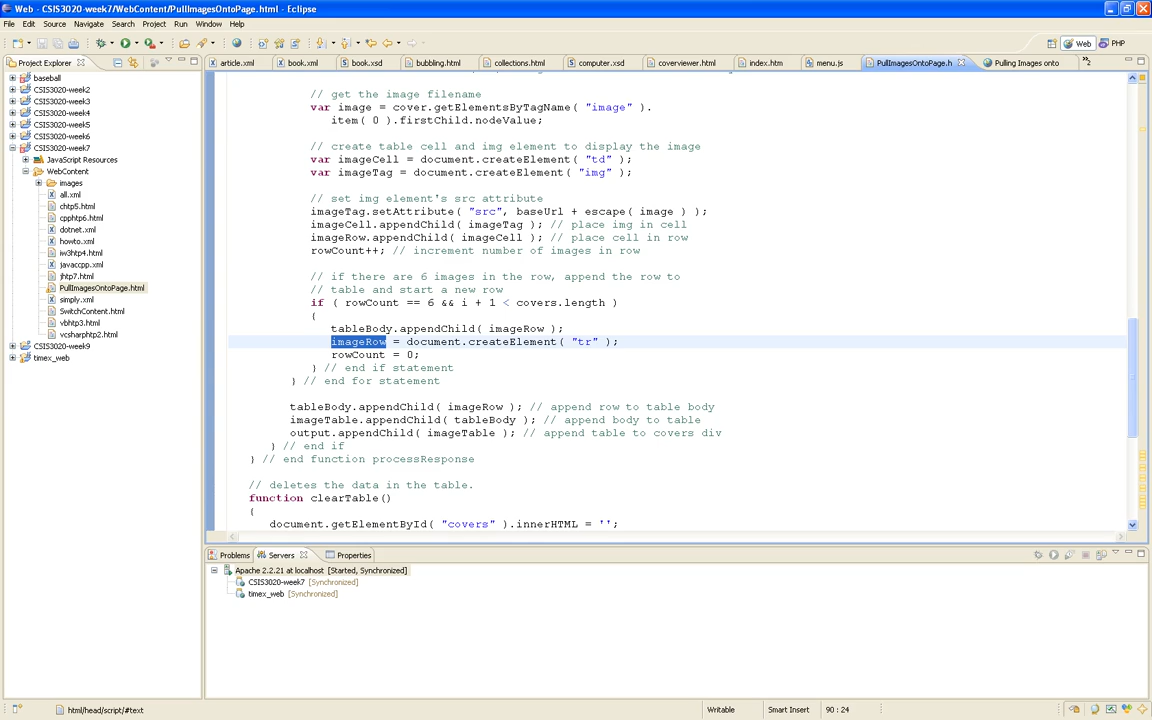 Web - CSIS3020-week7/WebContent/PullImagesOntoPage.html - Eclipse
File Edit Source Navigate Search Project Run Window Help
Web PHP
Project Explorer
article.xml book.xml book.xsd bubbling.html collections.html computer.xsd coverviewer.html index.htm menu.js PullImagesOntoPage.h Pulling Images onto
baseball
CSIS3020-week2
CSIS3020-week3
CSIS3020-week4
CSIS3020-week5
CSIS3020-week6
CSIS3020-week7
JavaScript Resources
WebContent
images
all.xml
chtp5.html
cpphtp6.html
dotnet.xml
howto.xml
iw3htp4.html
javaccpp.xml
jhtp7.html
PullImagesOntoPage.html
simply.xml
SwitchContent.html
vbhtp3.html
vcsharphtp2.html
CSIS3020-week9
timex_web
// get the image filename
var image = cover.getElementsByTagName( "image" ).
item( 0 ).firstChild.nodeValue;
// create table cell and img element to display the image
var imageCell = document.createElement( "td" );
var imageTag = document.createElement( "img" );
// set img element's src attribute
imageTag.setAttribute( "src", baseUrl + escape( image ) );
imageCell.appendChild( imageTag ); // place img in cell
imageRow.appendChild( imageCell ); // place cell in row
rowCount++; // increment number of images in row
// if there are 6 images in the row, append the row to
// table and start a new row
if ( rowCount == 6 && i + 1 < covers.length )
{
tableBody.appendChild( imageRow );
imageRow = document.createElement( "tr" );
rowCount = 0;
} // end if statement
} // end for statement
tableBody.appendChild( imageRow ); // append row to table body
imageTable.appendChild( tableBody ); // append body to table
output.appendChild( imageTable ); // append table to covers div
} // end if
} // end function processResponse
// deletes the data in the table.
function clearTable()
{
document.getElementById( "covers" ).innerHTML = '';
Problems Servers Properties
Apache 2.2.21 at localhost [Started, Synchronized]
CSIS3020-week7 [Synchronized]
timex_web [Synchronized]
html/head/script/#text Writable Smart Insert 90 : 24